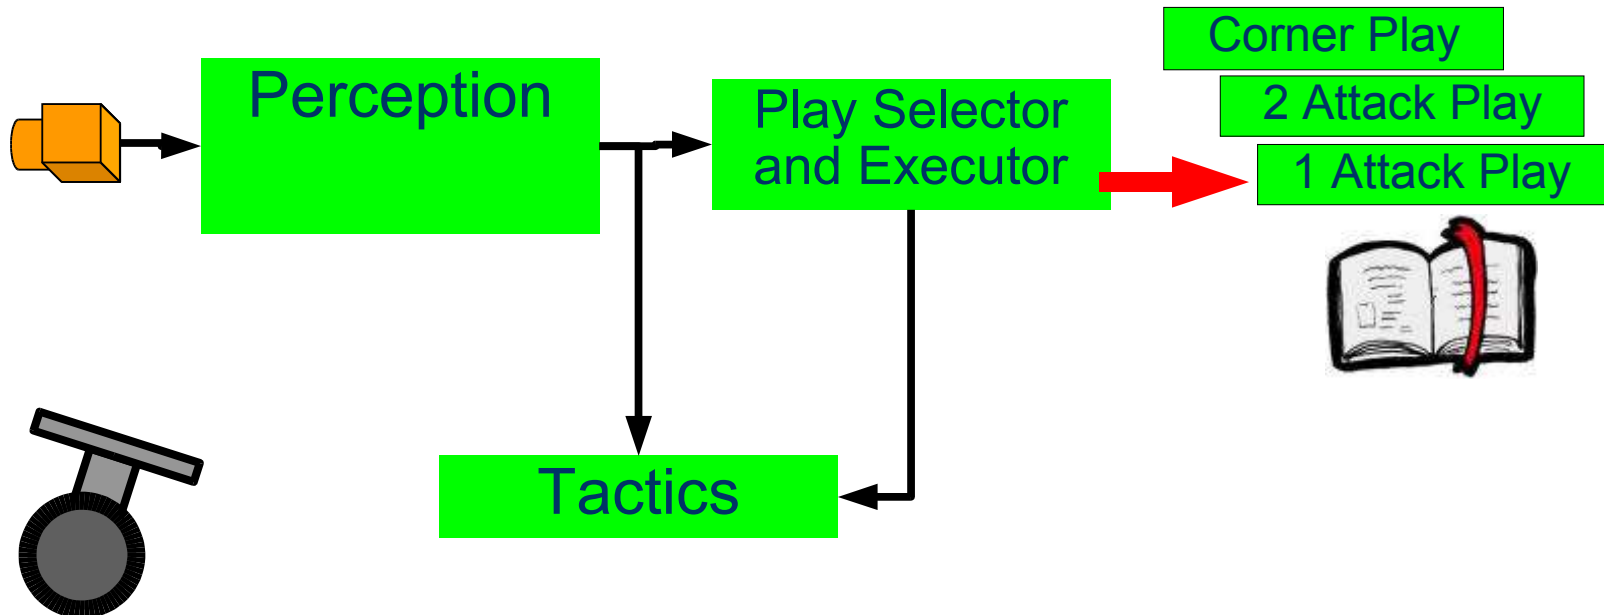 Perception
Play Selector
and Executor
Corner Play
2 Attack Play
1 Attack Play
Tactics